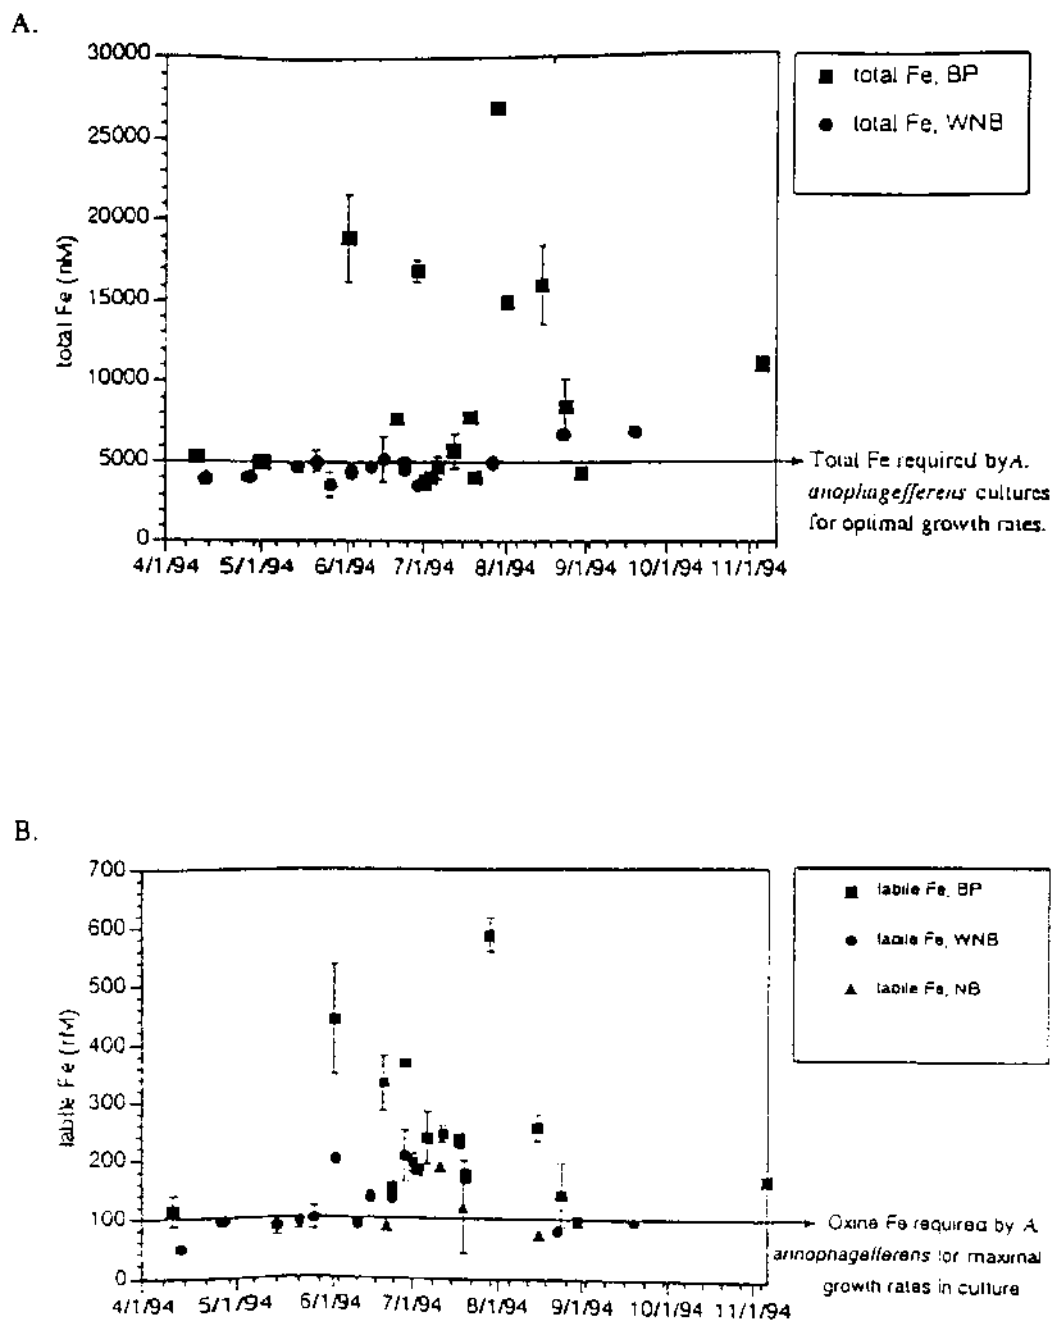 A.
30000
25000
20000
15000
10000
5000
0
total Fe (nM)
4/1/94 5/1/94 6/1/94 7/1/94 8/1/94 9/1/94 10/1/94 11/1/94
total Fe, BP
total Fe, WNB
Total Fe required by A.
anophagefferens cultures
for optimal growth rates.
B.
700
600
500
400
300
200
100
0
labile Fe (nM)
4/1/94 5/1/94 6/1/94 7/1/94 8/1/94 9/1/94 10/1/94 11/1/94
labile Fe, BP
labile Fe, WNB
labile Fe, NB
Oxine Fe required by A
annophagefferens for maximal
growth rates in culture